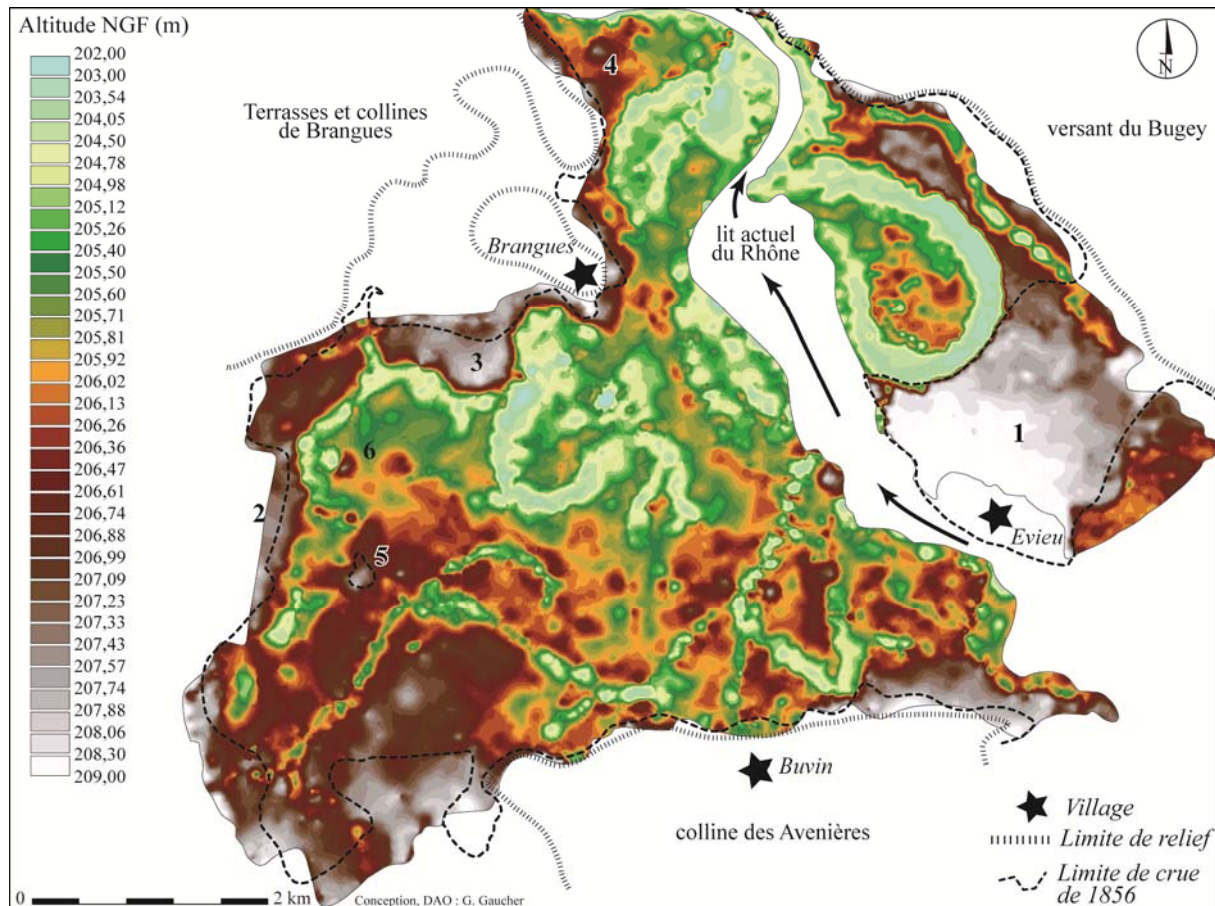 Altitude NGF (m)
202,00
203,00
203,54
204,05
204,50
204,78
204,98
205,12
205,26
205,40
205,50
205,60
205,71
205,81
205,92
206,02
206,13
206,26
206,36
206,47
206,61
206,74
206,88
206,99
207,09
207,23
207,33
207,43
207,57
207,74
207,88
208,06
208,30
209,00
4
N
Terrasses et collines
de Brangues
versant du Bugey
Brangues
lit actuel
du Rhône
3
1
6
2
Evieu
5
Buvin
colline des Avenières
Village
Limite de relief
Limite de crue
de 1856
0
2 km
Conception, DAO : G. Gaucher